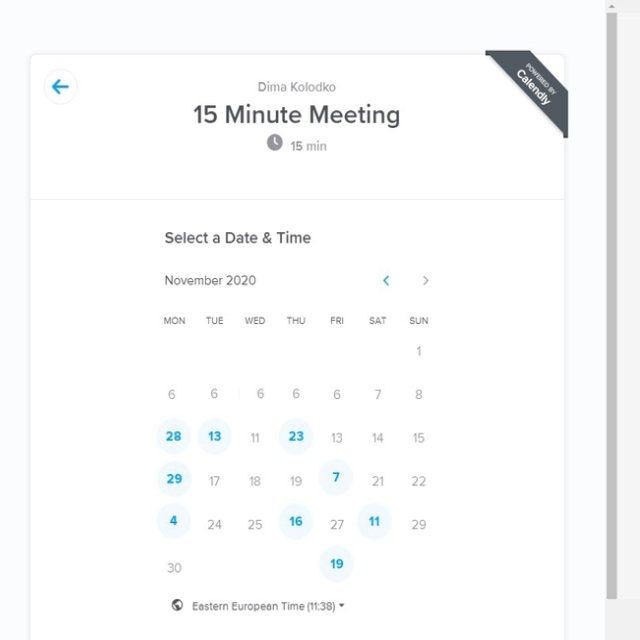 POWERED BY
Calendly
Dima Kolodko
15 Minute Meeting
15 min
Select a Date & Time
November 2020
MON TUE WED THU FRI SAT SUN
1
6 6 6 6 6 7 8
28 13 11 23 13 14 15
29 17 18 19 7 21 22
4 24 25 16 27 11 29
30 19
Eastern European Time (11:38)